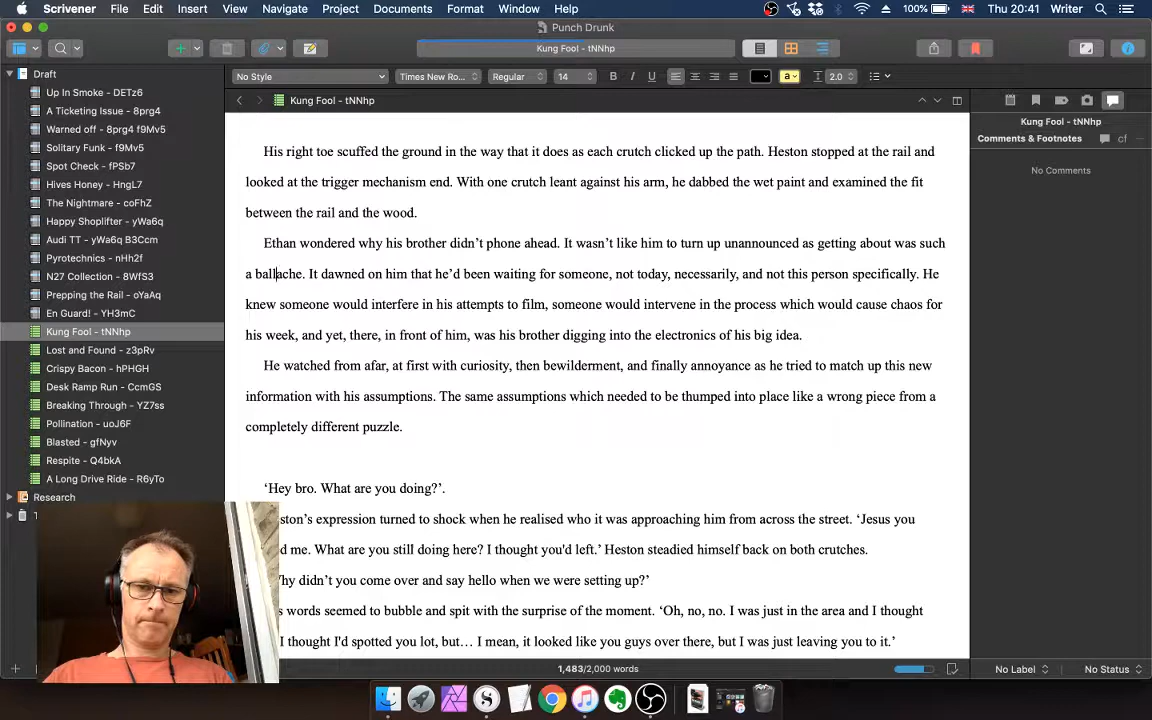 Scrivener File Edit Insert View Navigate Project Documents Format Window Help 100% Thu 20:41 Writer
Punch Drunk
Kung Fool - tNNhp
No Style Times New Ro... Regular 14 B I U a 2.0
Draft
Up In Smoke - DETz6
A Ticketing Issue - 8prg4
Warned off - 8prg4 f9Mv5
Solitary Funk - f9Mv5
Spot Check - fPSb7
Hives Honey - HngL7
The Nightmare - coFhZ
Happy Shoplifter - yWa6q
Audi TT - yWa6q B3Ccm
Pyrotechnics - nHh2f
N27 Collection - 8WfS3
Prepping the Rail - oYaAq
En Guard! - YH3mC
Kung Fool - tNNhp
Lost and Found - z3pRv
Crispy Bacon - hPHGH
Desk Ramp Run - CcmGS
Breaking Through - YZ7ss
Pollination - uoJ6F
Blasted - gfNyv
Respite - Q4bkA
A Long Drive Ride - R6yTo
Research
T
Kung Fool - tNNhp
His right toe scuffed the ground in the way that it does as each crutch clicked up the path. Heston stopped at the rail and
looked at the trigger mechanism end. With one crutch leant against his arm, he dabbed the wet paint and examined the fit
between the rail and the wood.
Ethan wondered why his brother didn’t phone ahead. It wasn’t like him to turn up unannounced as getting about was such
a ballache. It dawned on him that he’d been waiting for someone, not today, necessarily, and not this person specifically. He
knew someone would interfere in his attempts to film, someone would intervene in the process which would cause chaos for
his week, and yet, there, in front of him, was his brother digging into the electronics of his big idea.
He watched from afar, at first with curiosity, then bewilderment, and finally annoyance as he tried to match up this new
information with his assumptions. The same assumptions which needed to be thumped into place like a wrong piece from a
completely different puzzle.
‘Hey bro. What are you doing?’.
ston’s expression turned to shock when he realised who it was approaching him from across the street. ‘Jesus you
d me. What are you still doing here? I thought you'd left.’ Heston steadied himself back on both crutches.
hy didn’t you come over and say hello when we were setting up?’
s words seemed to bubble and spit with the surprise of the moment. ‘Oh, no, no. I was just in the area and I thought
I thought I'd spotted you lot, but… I mean, it looked like you guys over there, but I was just leaving you to it.’
1,483/2,000 words
Kung Fool - tNNhp
Comments & Footnotes cf
No Comments
No Label No Status